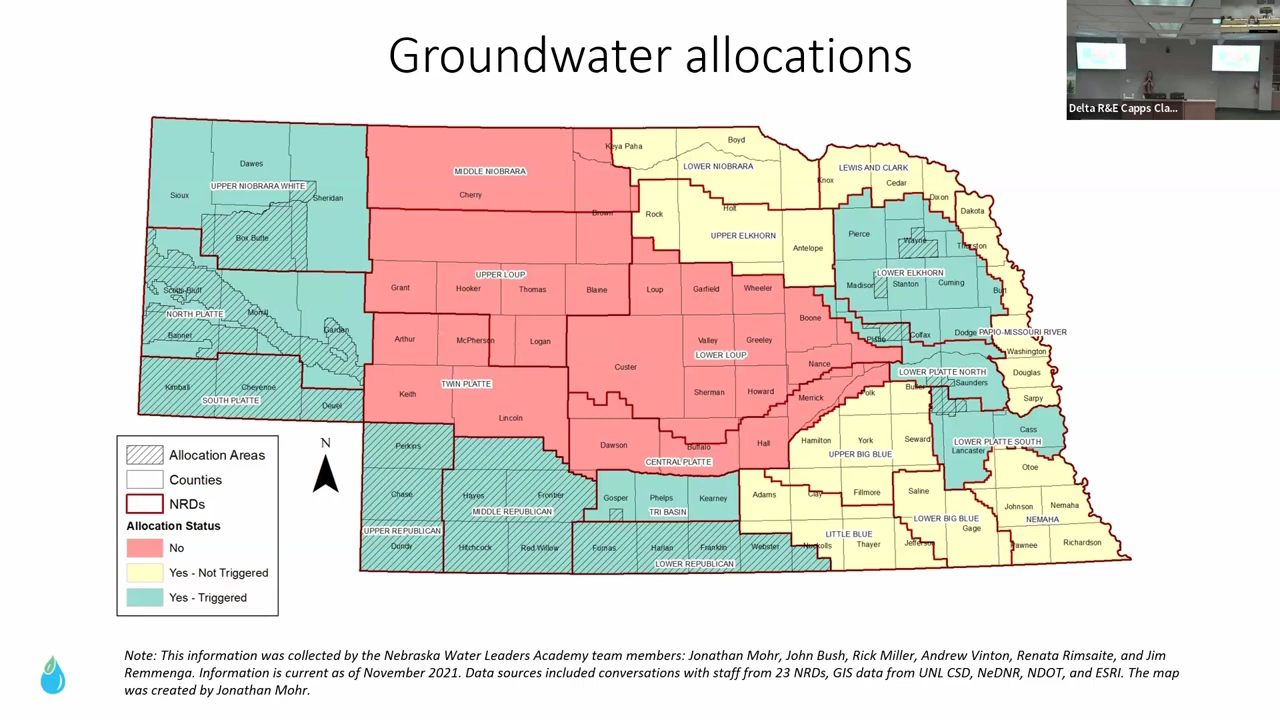 Groundwater allocations
Delta R&E Capps Cla...
Keya Paha
Boyd
LOWER NIOBRARA
MIDDLE NIOBRARA
Cherry
Brown
Rock
Holt
Knox
LEWIS AND CLARK
Cedar
Dixon
Dakota
Dawes
UPPER NIOBRARA WHITE
Sioux
Sheridan
Box Butte
UPPER ELKHORN
Antelope
Pierce
Wayne
Thurston
LOWER ELKHORN
Madison
Stanton
Cuming
Burt
UPPER LOUP
Grant
Hooker
Thomas
Blaine
Loup
Garfield
Wheeler
Boone
Scotts Bluff
NORTH PLATTE
Morrill
Banner
Garden
Arthur
McPherson
Logan
Valley
Greeley
LOWER LOUP
Custer
Nance
Platte
Colfax
Dodge
PAPIO-MISSOURI RIVER
Washington
Douglas
Sarpy
LOWER PLATTE NORTH
Saunders
Butler
Kimball
Cheyenne
SOUTH PLATTE
Deuel
TWIN PLATTE
Keith
Lincoln
Sherman
Howard
Merrick
Polk
Dawson
Buffalo
CENTRAL PLATTE
Hall
Hamilton
York
Seward
UPPER BIG BLUE
Cass
LOWER PLATTE SOUTH
Lancaster
Otoe
Perkins
Chase
UPPER REPUBLICAN
Dundy
Hayes
Frontier
MIDDLE REPUBLICAN
Hitchcock
Red Willow
Gosper
Phelps
Kearney
TRI BASIN
Furnas
Harlan
Franklin
Webster
LOWER REPUBLICAN
Adams
Clay
Fillmore
Saline
LITTLE BLUE
Nuckolls
Thayer
Jefferson
LOWER BIG BLUE
Gage
Johnson
Nemaha
NEMAHA
Pawnee
Richardson
N
Allocation Areas
Counties
NRDs
Allocation Status
No
Yes - Not Triggered
Yes - Triggered
Note: This information was collected by the Nebraska Water Leaders Academy team members: Jonathan Mohr, John Bush, Rick Miller, Andrew Vinton, Renata Rimsaite, and Jim
Remmenga. Information is current as of November 2021. Data sources included conversations with staff from 23 NRDs, GIS data from UNL CSD, NeDNR, NDOT, and ESRI. The map
was created by Jonathan Mohr.